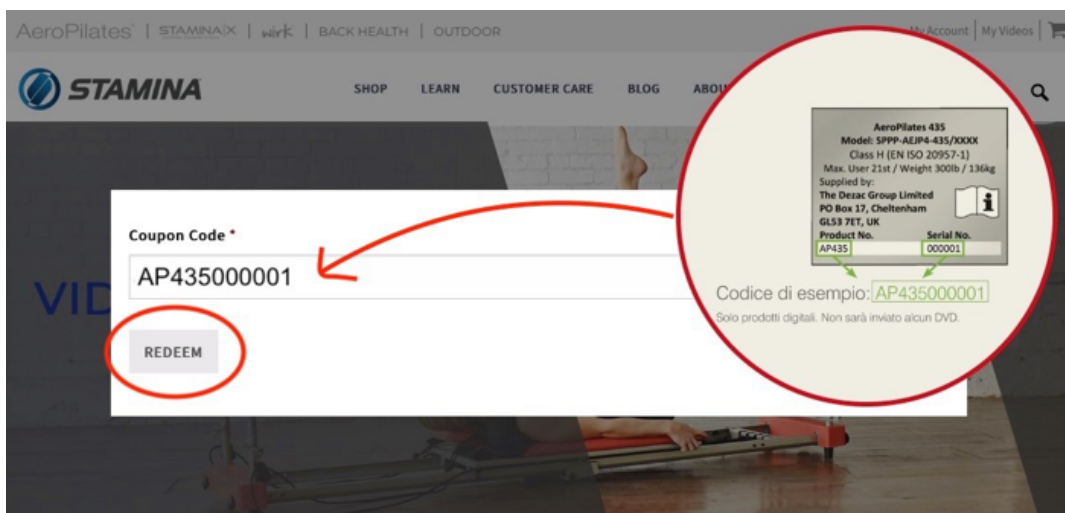 AeroPilates | STAMINA X | wirk | BACK HEALTH | OUTDOOR
My Account | My Videos |
STAMINA
SHOP LEARN CUSTOMER CARE BLOG ABOU
VID
Coupon Code *
AP435000001
REDEEM
AeroPilates 435
Model: SPPP-AEJP4-435/XXXX
Class H (EN ISO 20957-1)
Max. User 21st / Weight 300lb / 136kg
Supplied by:
The Dezac Group Limited
PO Box 17, Cheltenham
GL53 7ET, UK
i
Product No. Serial No.
AP435 000001
Codice di esempio: AP435000001
Solo prodotti digitali. Non sarà inviato alcun DVD.